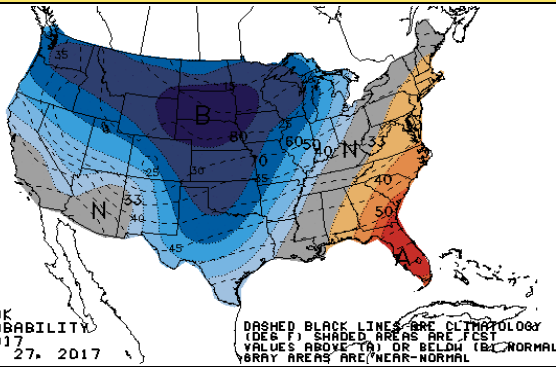 35
15
B
80
(60
50
40
N
33
70
25
30
35
40
N
33
40
50
45
A
K
OBABILITY
017
27, 2017
DASHED BLACK LINES ARE CLIMATOLOGY
(DEG F) SHADED AREAS ARE FCST
VALUES ABOVE (A) OR BELOW (B) NORMAL
GRAY AREAS ARE NEAR-NORMAL